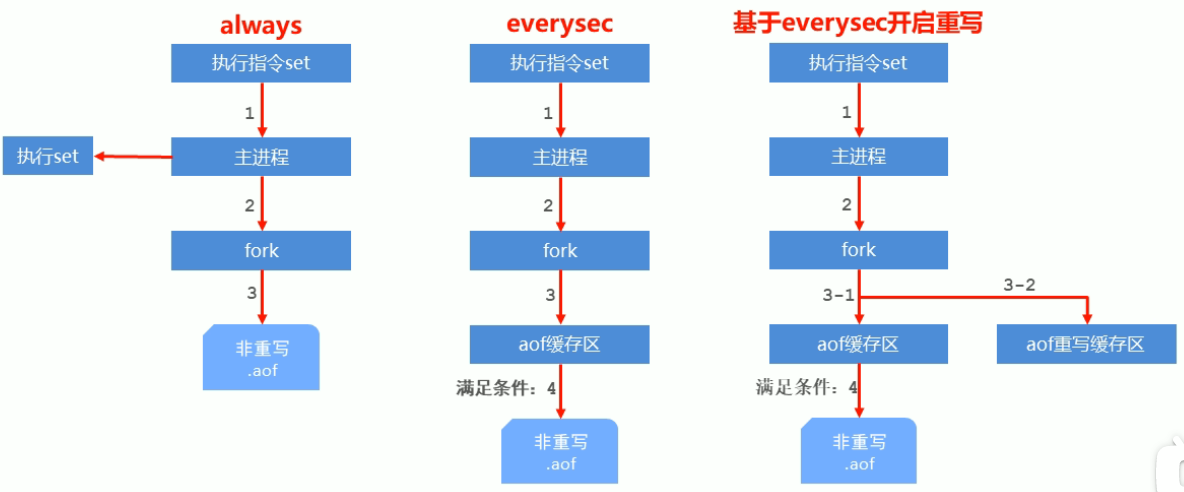 always
执行指令set
1
执行set
主进程
2
fork
3
非重写
.aof
everysec
执行指令set
1
主进程
2
fork
3
aof缓存区
满足条件：4
非重写
.aof
基于everysec开启重写
执行指令set
1
主进程
2
fork
3-1
3-2
aof缓存区
aof重写缓存区
满足条件：4
非重写
.aof